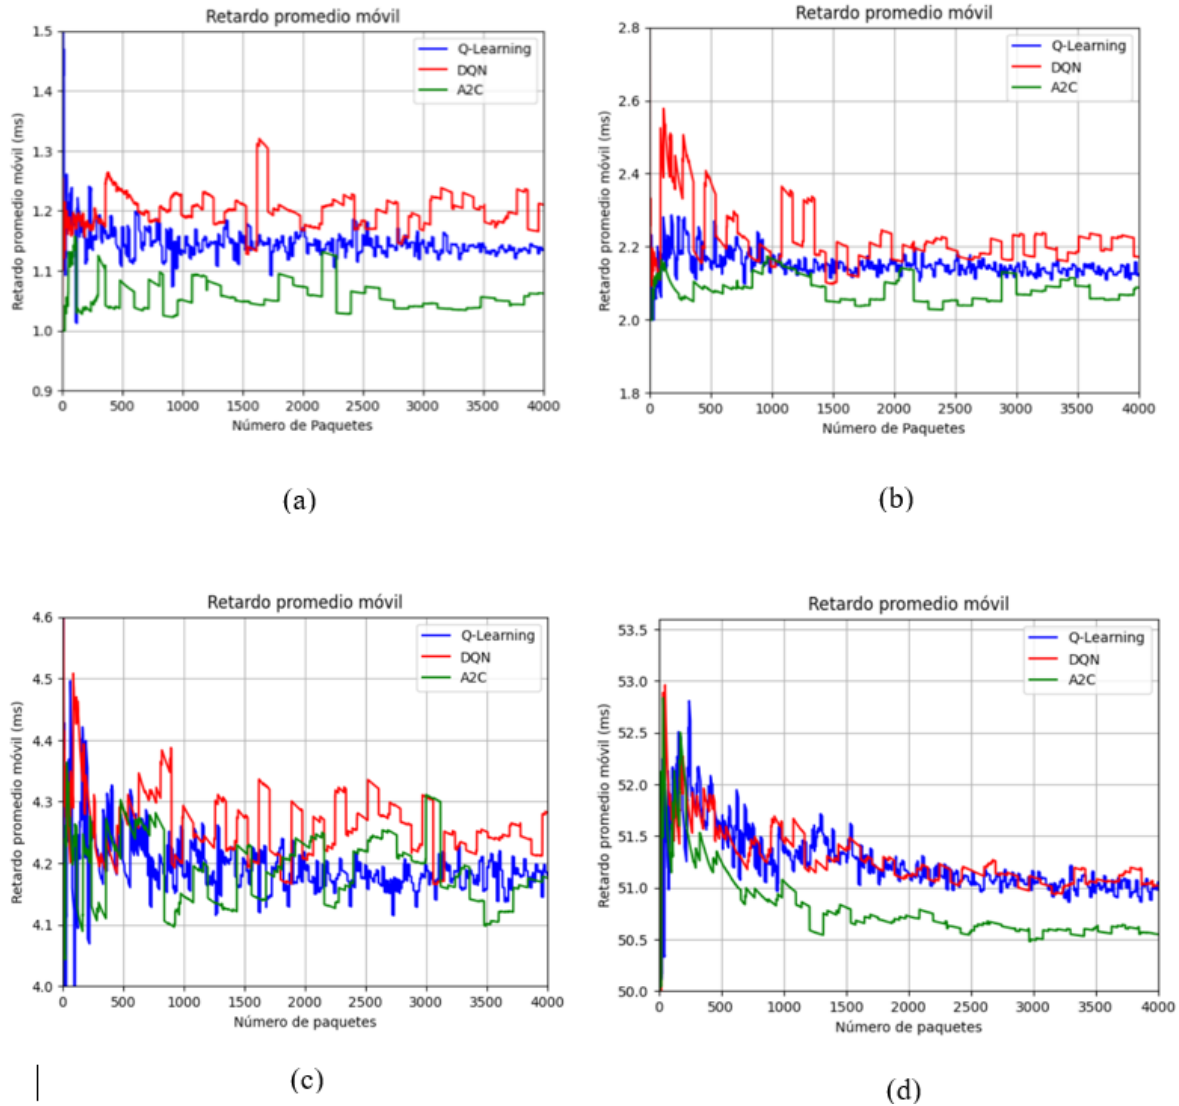 Retardo promedio móvil
Retardo promedio móvil (ms)
1.5
1.4
1.3
1.2
1.1
1.0
0.9
Q-Learning
DQN
A2C
0 500 1000 1500 2000 2500 3000 3500 4000
Número de Paquetes
(a)
Retardo promedio móvil
Retardo promedio móvil (ms)
2.8
2.6
2.4
2.2
2.0
1.8
Q-Learning
DQN
A2C
0 500 1000 1500 2000 2500 3000 3500 4000
Número de Paquetes
(b)
Retardo promedio móvil
Retardo promedio móvil (ms)
4.6
4.5
4.4
4.3
4.2
4.1
4.0
Q-Learning
DQN
A2C
0 500 1000 1500 2000 2500 3000 3500 4000
Número de paquetes
(c)
Retardo promedio móvil
Retardo promedio móvil (ms)
53.5
53.0
52.5
52.0
51.5
51.0
50.5
50.0
Q-Learning
DQN
A2C
0 500 1000 1500 2000 2500 3000 3500 4000
Número de paquetes
(d)